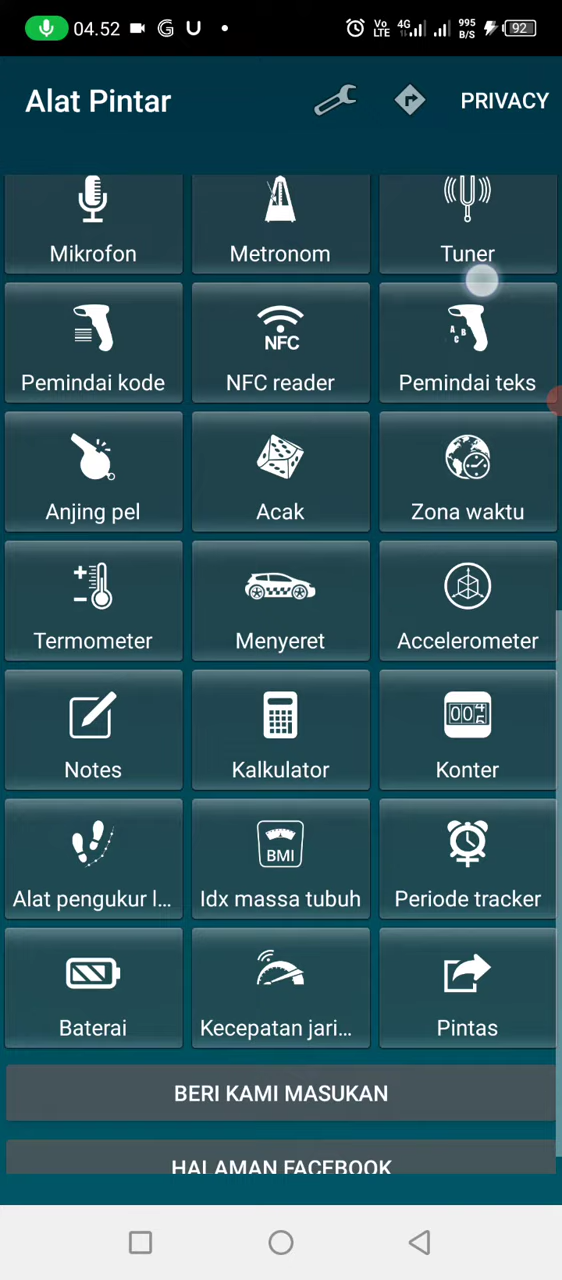 04.52 G U Vo LTE 4G 995 B/S 92
Alat Pintar PRIVACY
Mikrofon Metronom Tuner
NFC
A B C
Pemindai kode NFC reader Pemindai teks
Anjing pel Acak Zona waktu
Termometer Menyeret Accelerometer
Notes Kalkulator Konter
BMI
Alat pengukur l... Idx massa tubuh Periode tracker
Baterai Kecepatan jari... Pintas
BERI KAMI MASUKAN
HALAMAN FACEBOOK